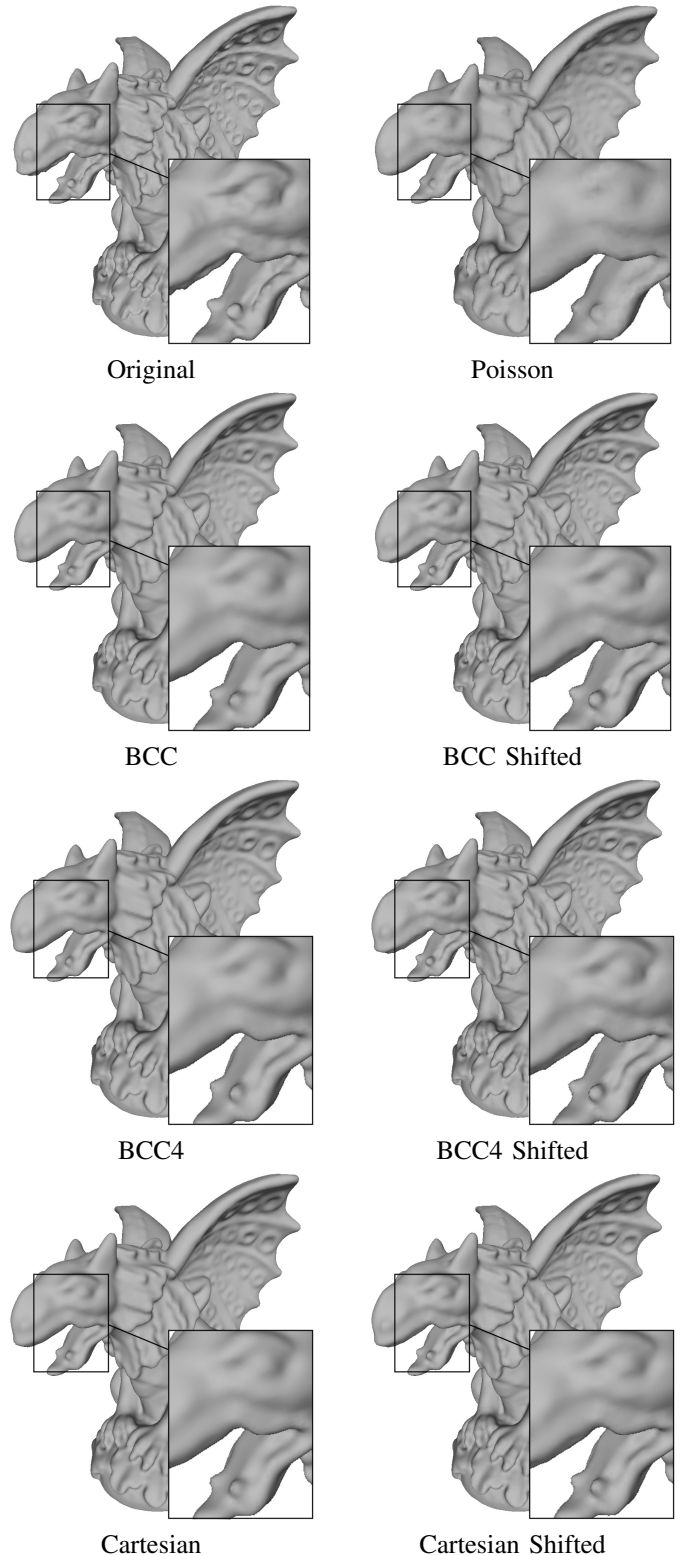 Original
Poisson
BCC
BCC Shifted
BCC4
BCC4 Shifted
Cartesian
Cartesian Shifted